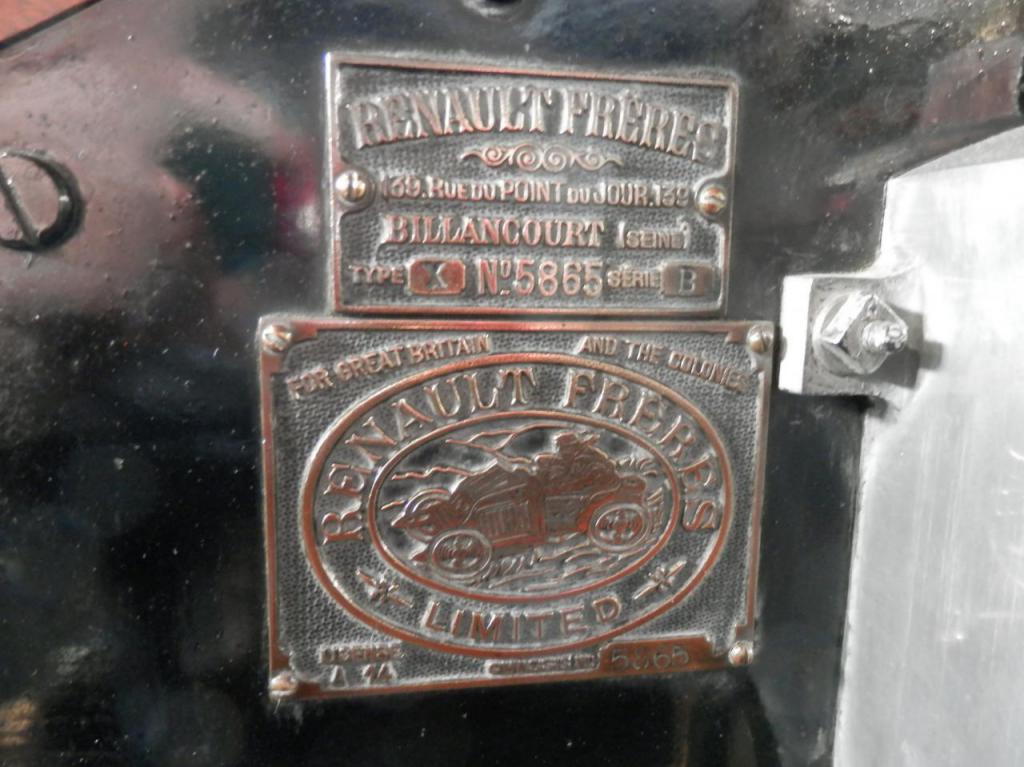 RENAULT FRÈRES
139. RUE DU POINT DU JOUR. 139
BILLANCOURT (SEINE)
TYPE X No 5865 SÉRIE B
FOR GREAT BRITAIN AND THE COLONIES
RENAULT FRÈRES
LIMITED
LICENSE
A 14
5865